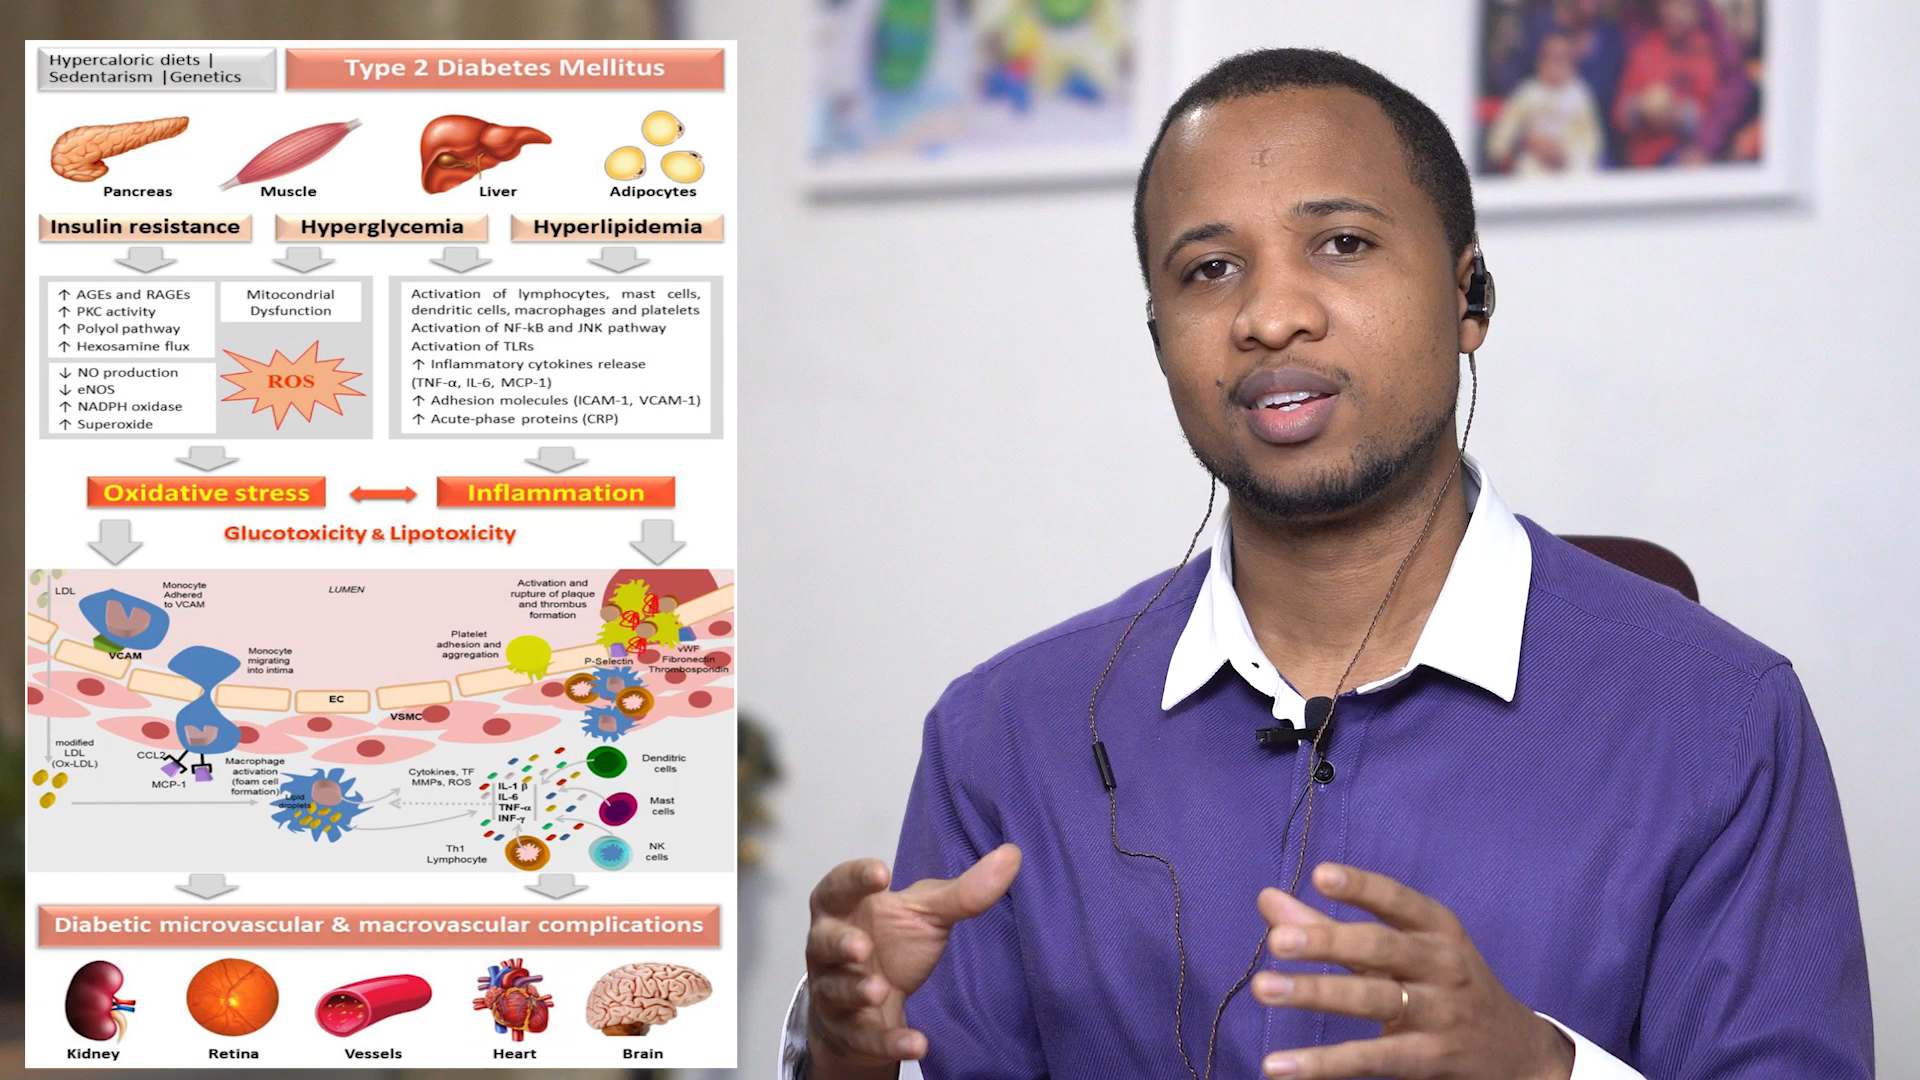 Hypercaloric diets |
Sedentarism |Genetics
Type 2 Diabetes Mellitus
Pancreas
Muscle
Liver
Adipocytes
Insulin resistance
Hyperglycemia
Hyperlipidemia
↑ AGEs and RAGEs
↑ PKC activity
↑ Polyol pathway
↑ Hexosamine flux
↓ NO production
↓ eNOS
↑ NADPH oxidase
↑ Superoxide
Mitocondrial
Dysfunction
ROS
Activation of lymphocytes, mast cells,
dendritic cells, macrophages and platelets
Activation of NF-kB and JNK pathway
Activation of TLRs
↑ Inflammatory cytokines release
(TNF-α, IL-6, MCP-1)
↑ Adhesion molecules (ICAM-1, VCAM-1)
↑ Acute-phase proteins (CRP)
Oxidative stress
Inflammation
Glucotoxicity & Lipotoxicity
LDL
Monocyte
Adhered
to VCAM
LUMEN
Activation and
rupture of plaque
and thrombus
formation
Platelet
adhesion and
aggregation
VCAM
Monocyte
migrating
into intima
P-Selectin
vWF
Fibronectin
Thrombospondin
EC
VSMC
modified
LDL
(Ox-LDL)
CCL2
MCP-1
Macrophage
activation
(foam cell
formation)
Lipid
droplets
Cytokines, TF
MMPs, ROS
IL-1 β
IL-6
TNF-α
INF-γ
Denditric
cells
Mast
cells
NK
cells
Th1
Lymphocyte
Diabetic microvascular & macrovascular complications
Kidney
Retina
Vessels
Heart
Brain